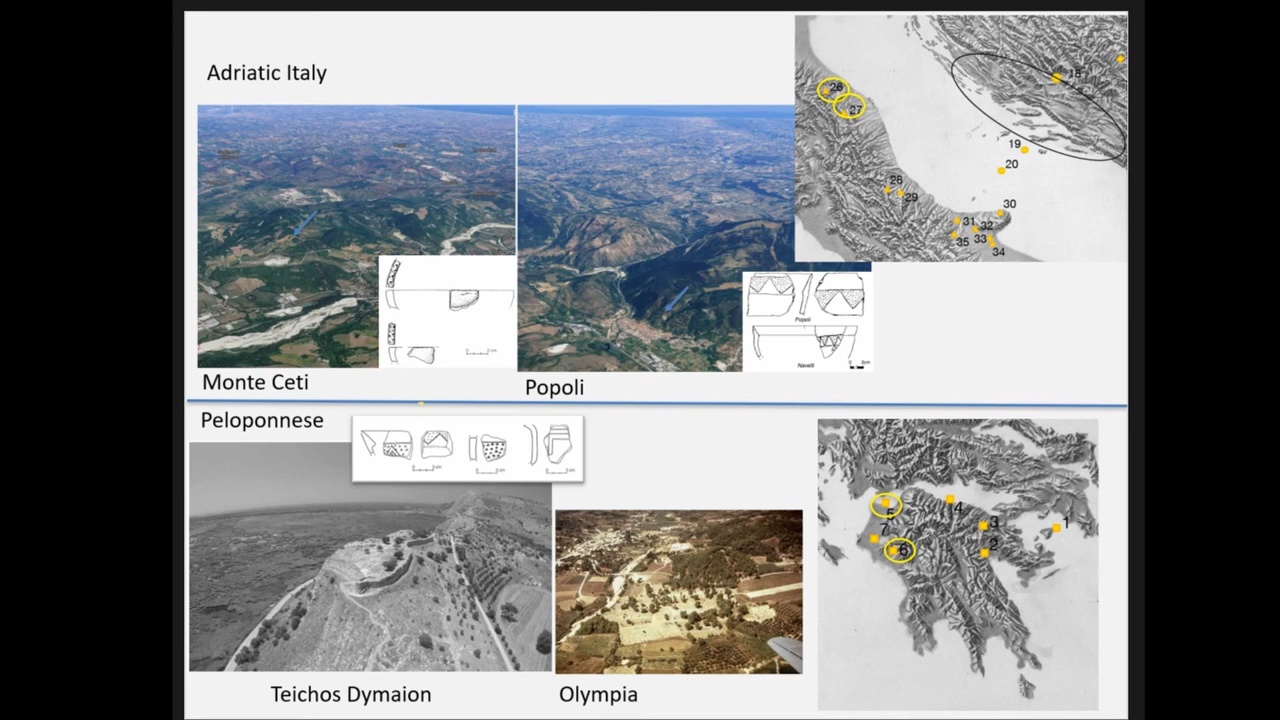 Adriatic Italy
18
26
27
19
20
28
29
30
31
32
33
34
35
Popoli
Navelli
Monte Ceti
Popoli
Peloponnese
4
5
3
1
7
2
6
Teichos Dymaion
Olympia